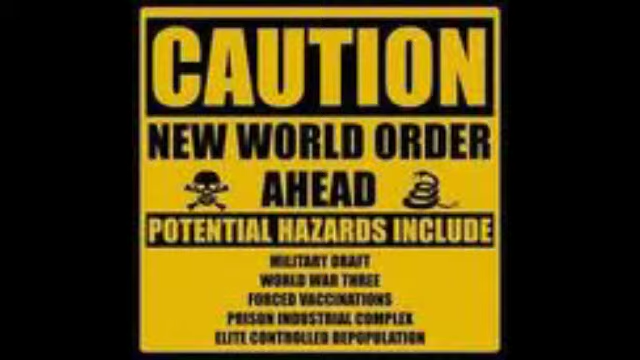 CAUTION
NEW WORLD ORDER
AHEAD
POTENTIAL HAZARDS INCLUDE
MILITARY DRAFT
WORLD WAR THREE
FORCED VACCINATIONS
PRISON INDUSTRIAL COMPLEX
ELITE CONTROLLED DEPOPULATION